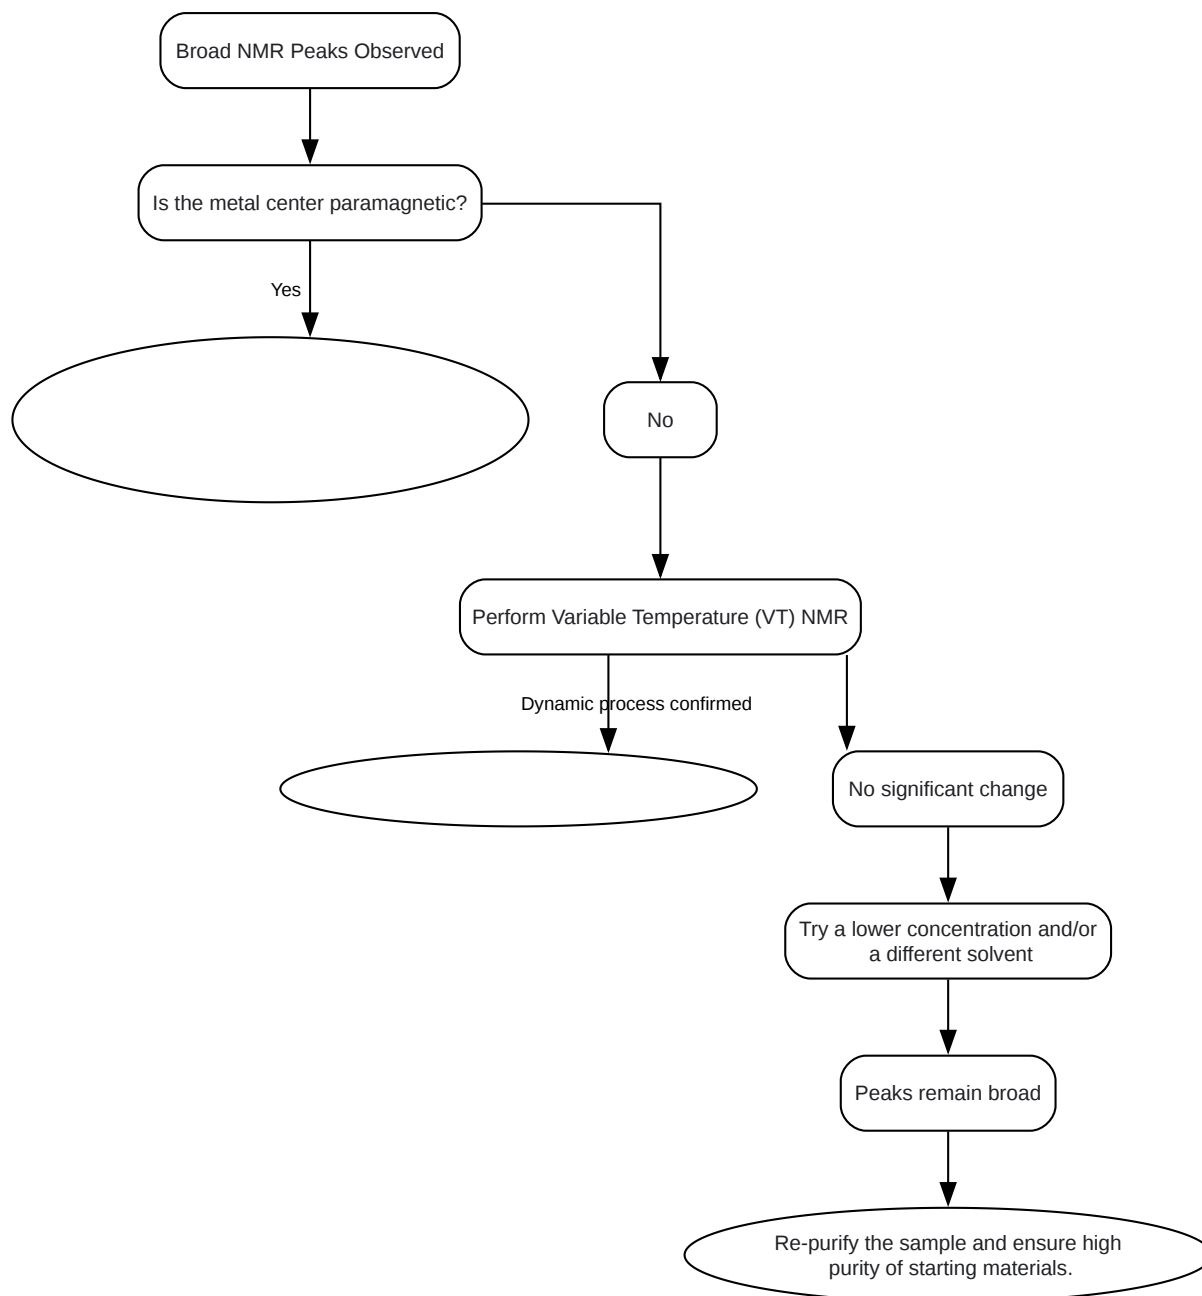 Broad NMR Peaks Observed
Is the metal center paramagnetic?
Yes
No
Perform Variable Temperature (VT) NMR
Dynamic process confirmed
No significant change
Try a lower concentration and/or
a different solvent
Peaks remain broad
Re-purify the sample and ensure high
purity of starting materials.